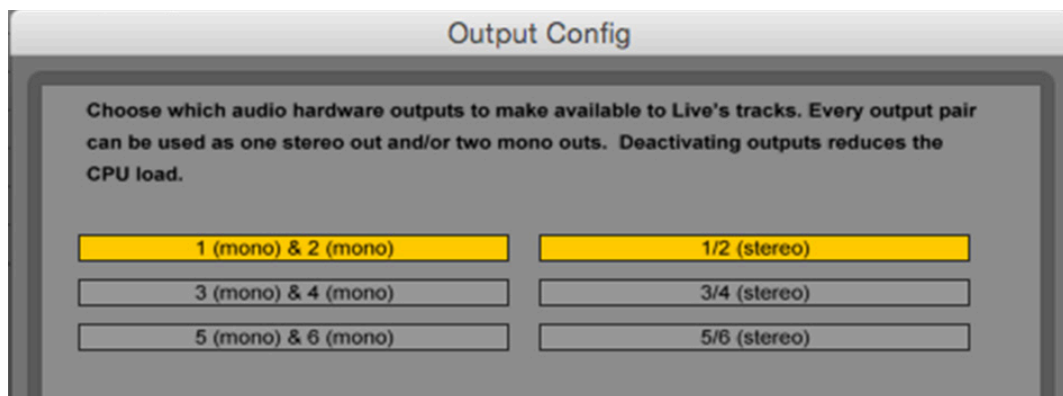 Output Config
Choose which audio hardware outputs to make available to Live's tracks. Every output pair
can be used as one stereo out and/or two mono outs.  Deactivating outputs reduces the
CPU load.
1 (mono) & 2 (mono)
1/2 (stereo)
3 (mono) & 4 (mono)
3/4 (stereo)
5 (mono) & 6 (mono)
5/6 (stereo)